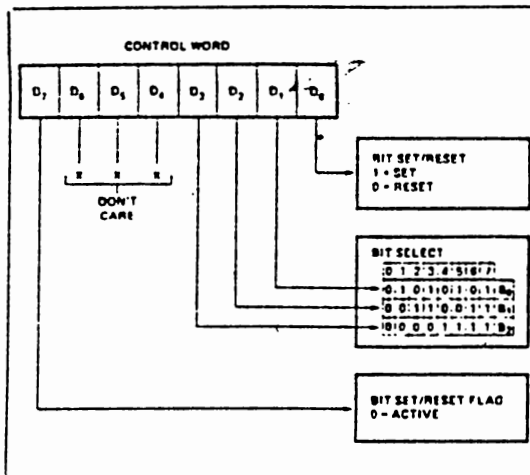 CONTROL WORD
D7 D6 D5 D4 D3 D2 D1 D0
X X X
DON'T
CARE
BIT SET/RESET
1 = SET
0 = RESET
BIT SELECT
0 1 2 3 4 5 6 7
0 1 0 1 0 1 0 1 B0
0 0 1 1 0 0 1 1 B1
0 0 0 0 1 1 1 1 B2
BIT SET/RESET FLAG
0 = ACTIVE